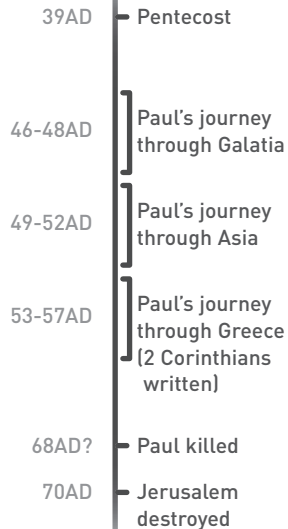 39AD Pentecost
46-48AD Paul's journey
through Galatia
49-52AD Paul's journey
through Asia
53-57AD Paul's journey
through Greece
(2 Corinthians
written)
68AD? Paul killed
70AD Jerusalem
destroyed